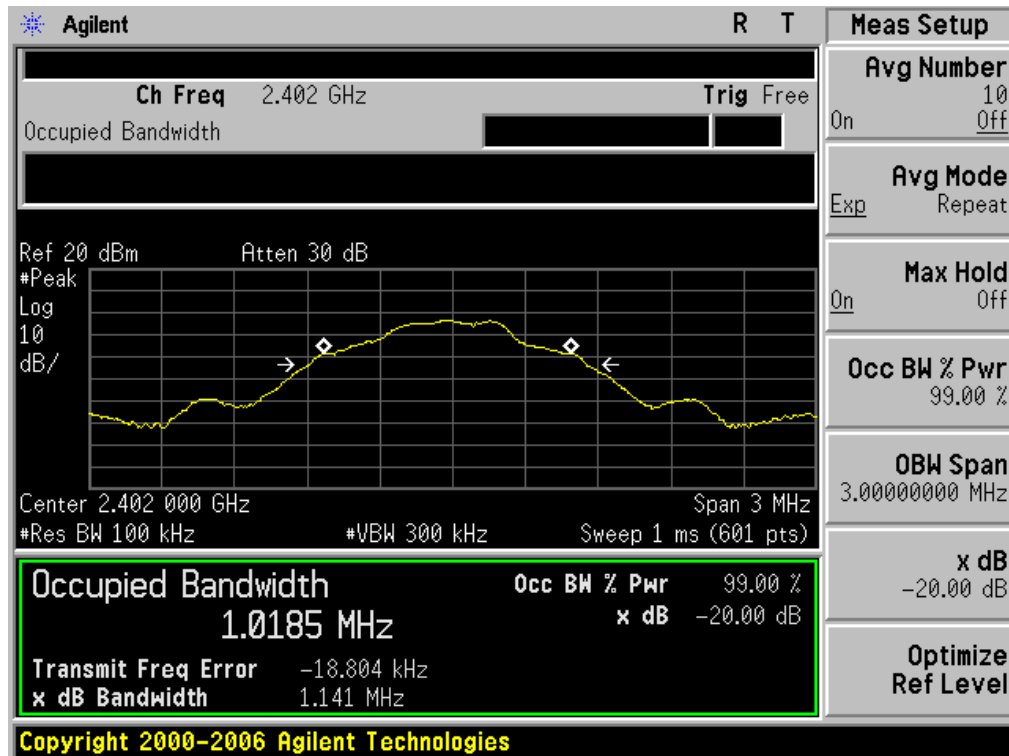 Agilent R T
Ch Freq 2.402 GHz Trig Free
Occupied Bandwidth
Ref 20 dBm Atten 30 dB
#Peak
Log
10
dB/
Center 2.402 000 GHz Span 3 MHz
#Res BW 100 kHz #VBW 300 kHz Sweep 1 ms (601 pts)
Occupied Bandwidth Occ BW % Pwr 99.00 %
1.0185 MHz x dB -20.00 dB
Transmit Freq Error -18.804 kHz
x dB Bandwidth 1.141 MHz
Copyright 2000-2006 Agilent Technologies
Meas Setup
Avg Number
10
On Off
Avg Mode
Exp Repeat
Max Hold
On Off
Occ BW % Pwr
99.00 %
OBW Span
3.00000000 MHz
x dB
-20.00 dB
Optimize
Ref Level